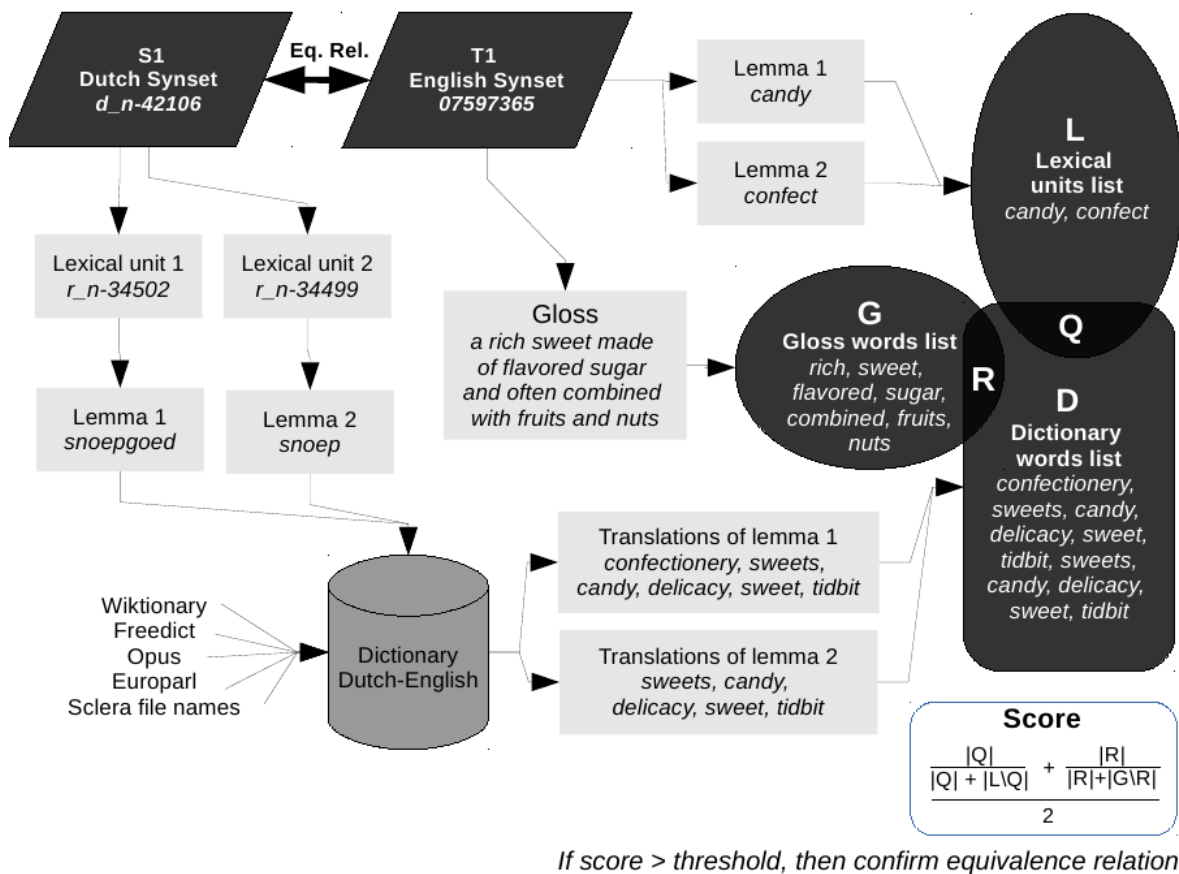 S1
Dutch Synset
d_n-42106
Eq. Rel.
T1
English Synset
07597365
Lemma 1
candy
Lemma 2
confect
L
Lexical
units list
candy, confect
Lexical unit 1
r_n-34502
Lexical unit 2
r_n-34499
Gloss
a rich sweet made
of flavored sugar
and often combined
with fruits and nuts
G
Gloss words list
rich, sweet,
flavored, sugar,
combined, fruits,
nuts
R
Q
D
Dictionary
words list
confectionery,
sweets, candy,
delicacy, sweet,
tidbit, sweets,
candy, delicacy,
sweet, tidbit
Lemma 1
snoepgoed
Lemma 2
snoep
Wiktionary
Freedict
Opus
Europarl
Sclera file names
Dictionary
Dutch-English
Translations of lemma 1
confectionery, sweets,
candy, delicacy, sweet, tidbit
Translations of lemma 2
sweets, candy,
delicacy, sweet, tidbit
Score
|Q| + |R|
|Q| + |L\Q| |R|+|G\R|
2
If score > threshold, then confirm equivalence relation